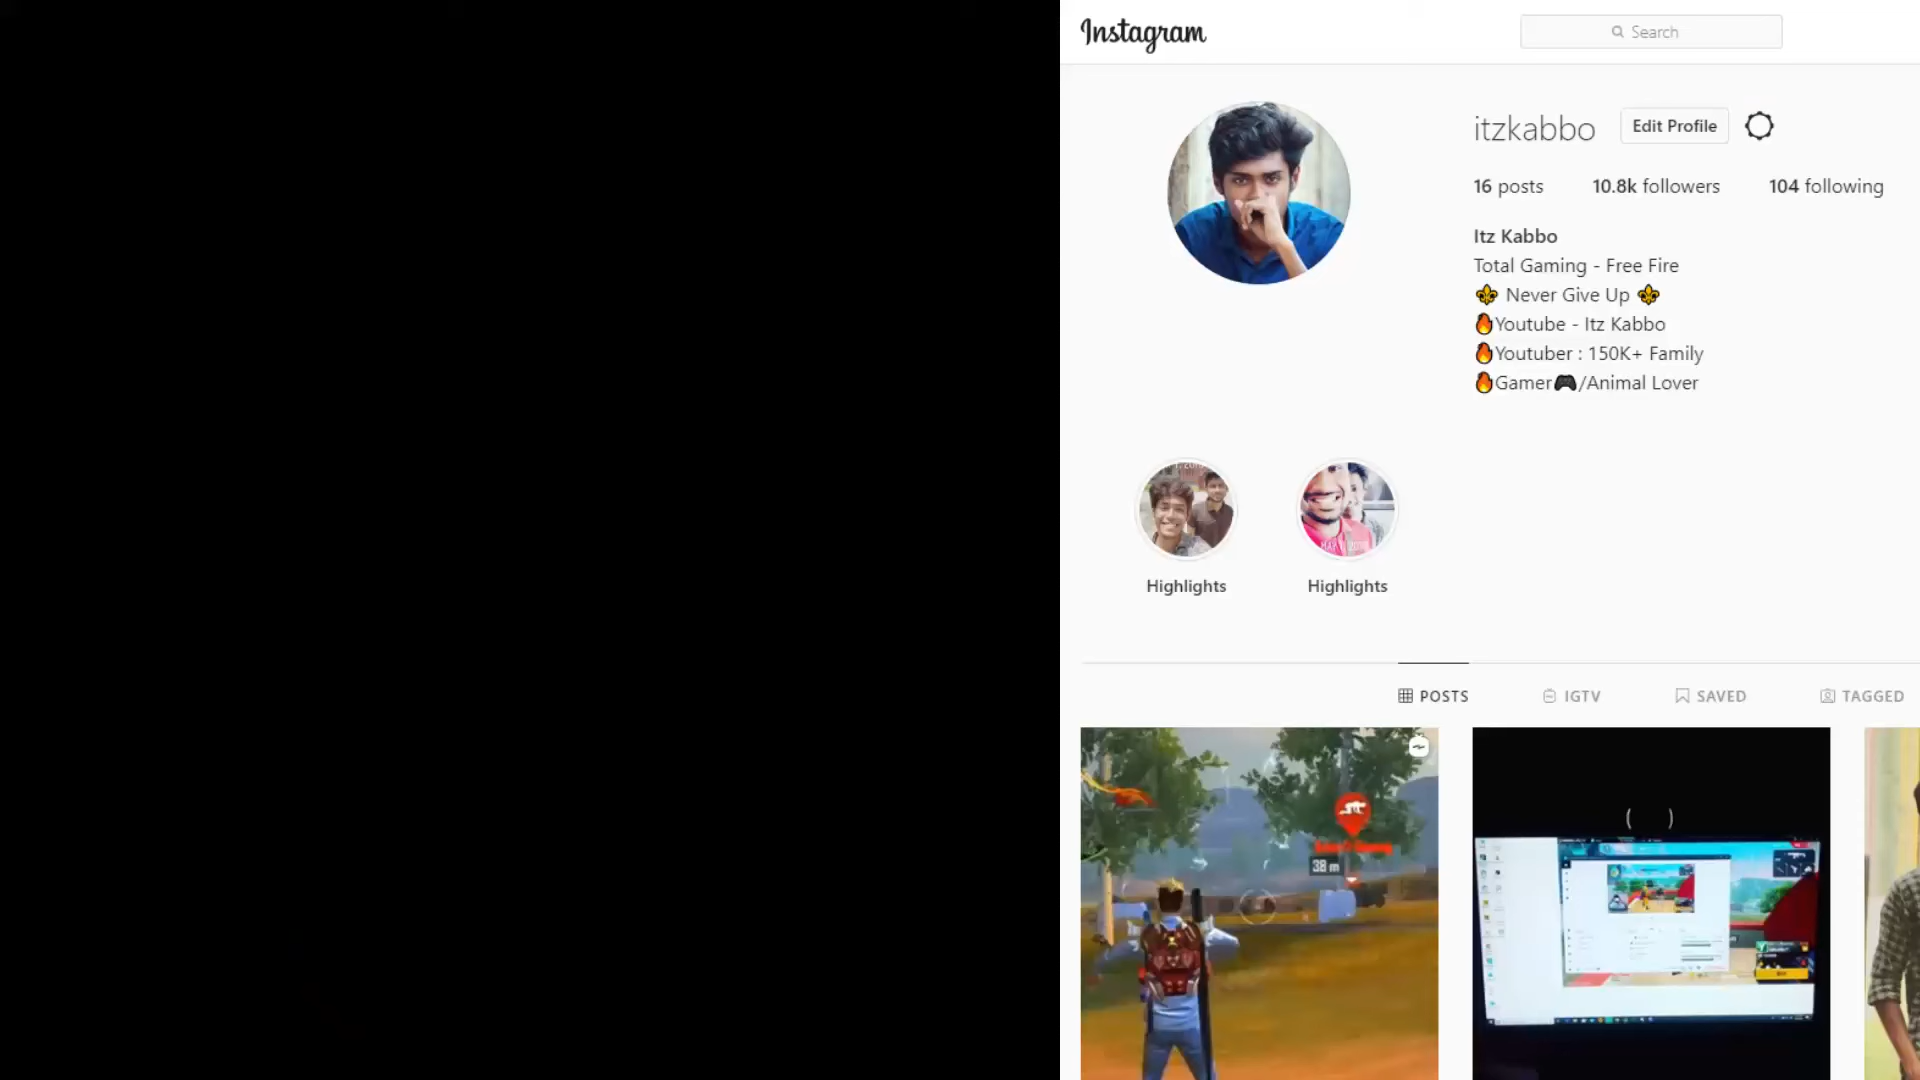 Instagram
Search
itzkabbo
Edit Profile
16 posts
10.8k followers
104 following
Itz Kabbo
Total Gaming - Free Fire
⚜ Never Give Up ⚜
🔥Youtube - Itz Kabbo
🔥Youtuber : 150K+ Family
🔥Gamer🎮/Animal Lover
Highlights
Highlights
POSTS
IGTV
SAVED
TAGGED
38 m
( )